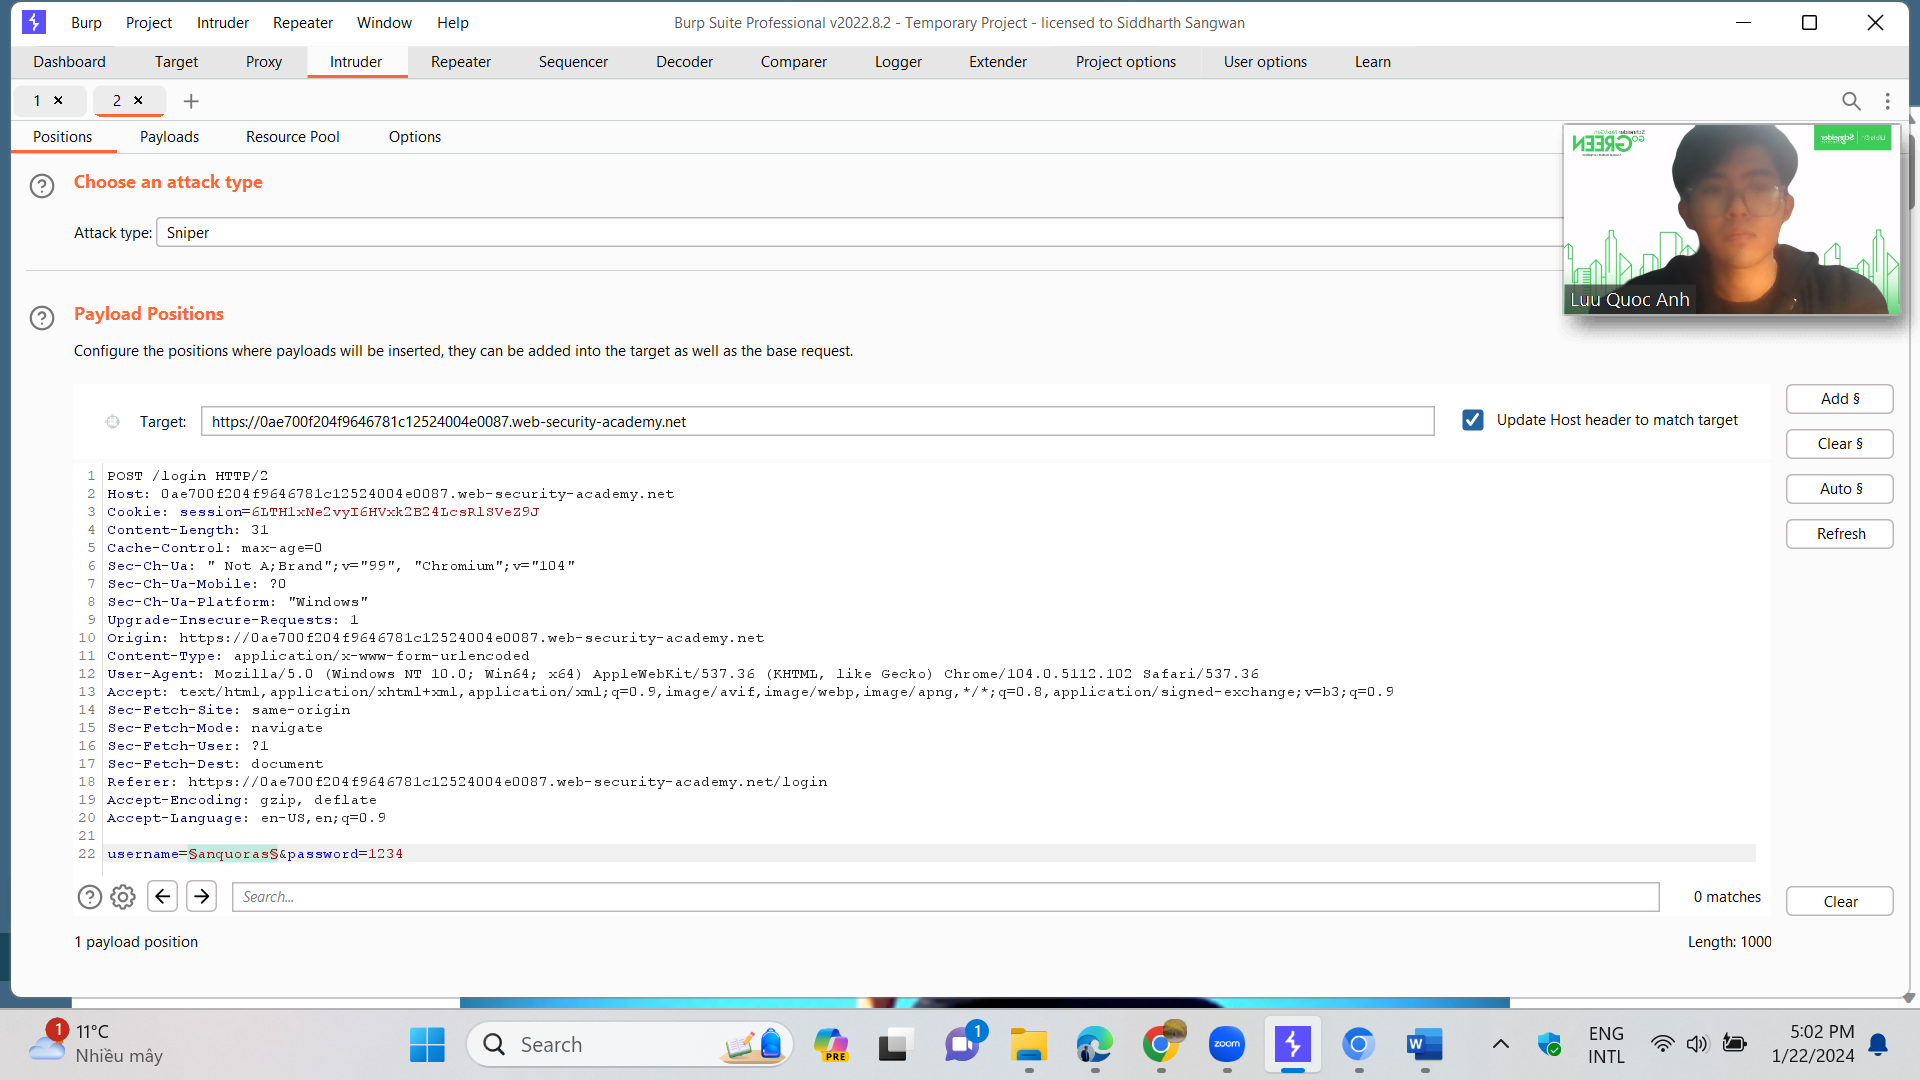 Burp Project Intruder Repeater Window Help
Burp Suite Professional v2022.8.2 - Temporary Project - licensed to Siddharth Sangwan
Dashboard Target Proxy Intruder Repeater Sequencer Decoder Comparer Logger Extender Project options User options Learn
1 × 2 × +
Positions Payloads Resource Pool Options
Choose an attack type
Attack type: Sniper
GO GREEN
Schneider
Luu Quoc Anh
Payload Positions
Configure the positions where payloads will be inserted, they can be added into the target as well as the base request.
Target: https://0ae700f204f9646781c12524004e0087.web-security-academy.net
Update Host header to match target
Add §
Clear §
Auto §
Refresh
1 POST /login HTTP/2
2 Host: 0ae700f204f9646781c12524004e0087.web-security-academy.net
3 Cookie: session=6LTH1xNe2vyI6HVxk2B24LcsRlSVeZ9J
4 Content-Length: 31
5 Cache-Control: max-age=0
6 Sec-Ch-Ua: " Not A;Brand";v="99", "Chromium";v="104"
7 Sec-Ch-Ua-Mobile: ?0
8 Sec-Ch-Ua-Platform: "Windows"
9 Upgrade-Insecure-Requests: 1
10 Origin: https://0ae700f204f9646781c12524004e0087.web-security-academy.net
11 Content-Type: application/x-www-form-urlencoded
12 User-Agent: Mozilla/5.0 (Windows NT 10.0; Win64; x64) AppleWebKit/537.36 (KHTML, like Gecko) Chrome/104.0.5112.102 Safari/537.36
13 Accept: text/html,application/xhtml+xml,application/xml;q=0.9,image/avif,image/webp,image/apng,*/*;q=0.8,application/signed-exchange;v=b3;q=0.9
14 Sec-Fetch-Site: same-origin
15 Sec-Fetch-Mode: navigate
16 Sec-Fetch-User: ?1
17 Sec-Fetch-Dest: document
18 Referer: https://0ae700f204f9646781c12524004e0087.web-security-academy.net/login
19 Accept-Encoding: gzip, deflate
20 Accept-Language: en-US,en;q=0.9
21
22 username=§anquoras§&password=1234
Search... 0 matches
Clear
1 payload position
Length: 1000
1 11°C
Nhiều mây
Search
PRE
1
zoom
W
ENG
INTL
5:02 PM
1/22/2024